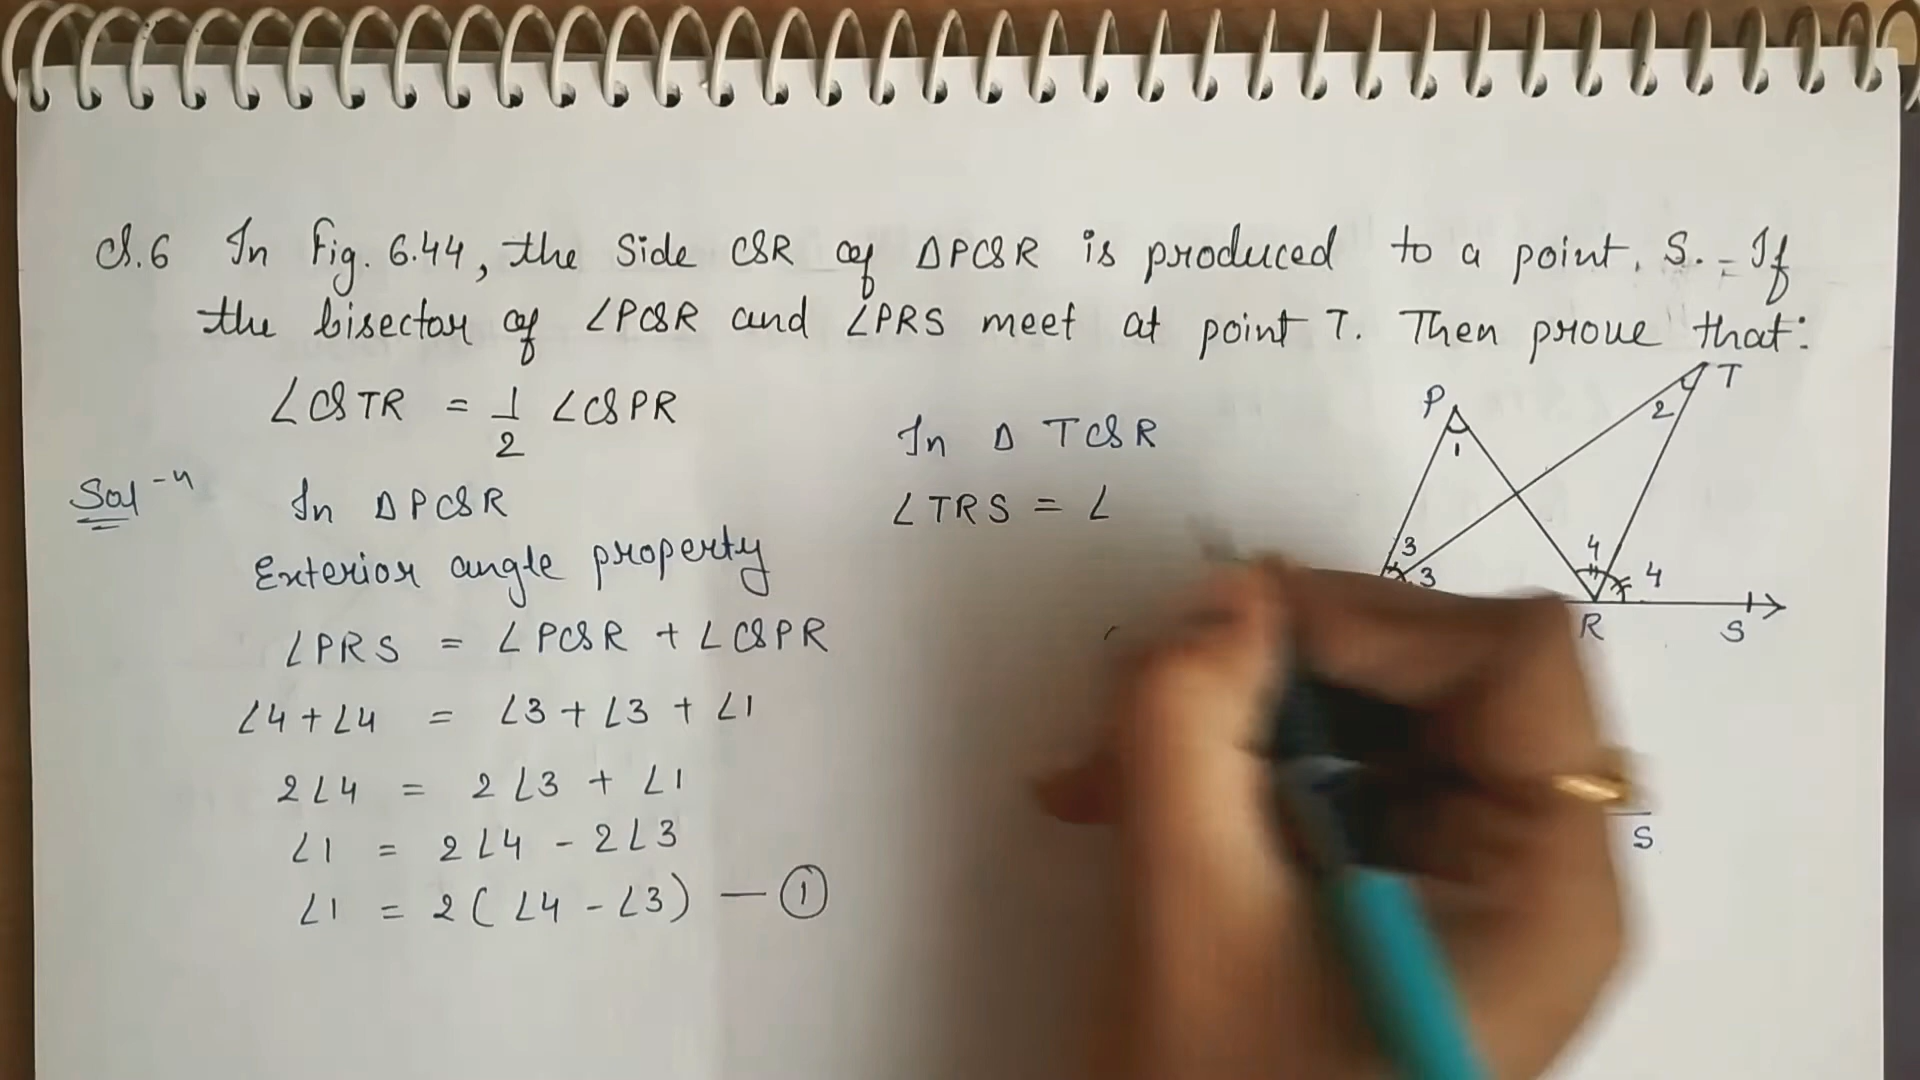 Q.6 In Fig. 6.44, the Side QR of ΔPQR is produced to a point, S. If
the bisector of ∠PQR and ∠PRS meet at point T. Then prove that:
∠QTR = 1/2 ∠QPR
Sol-n
In ΔPQR
Exterior angle property
∠PRS = ∠PQR + ∠QPR
∠4 + ∠4 = ∠3 + ∠3 + ∠1
2∠4 = 2∠3 + ∠1
∠1 = 2∠4 - 2∠3
∠1 = 2(∠4 - ∠3) — ①
In Δ TQR
∠TRS = ∠
T
P
2
1
3
4
3
4
R
S
S